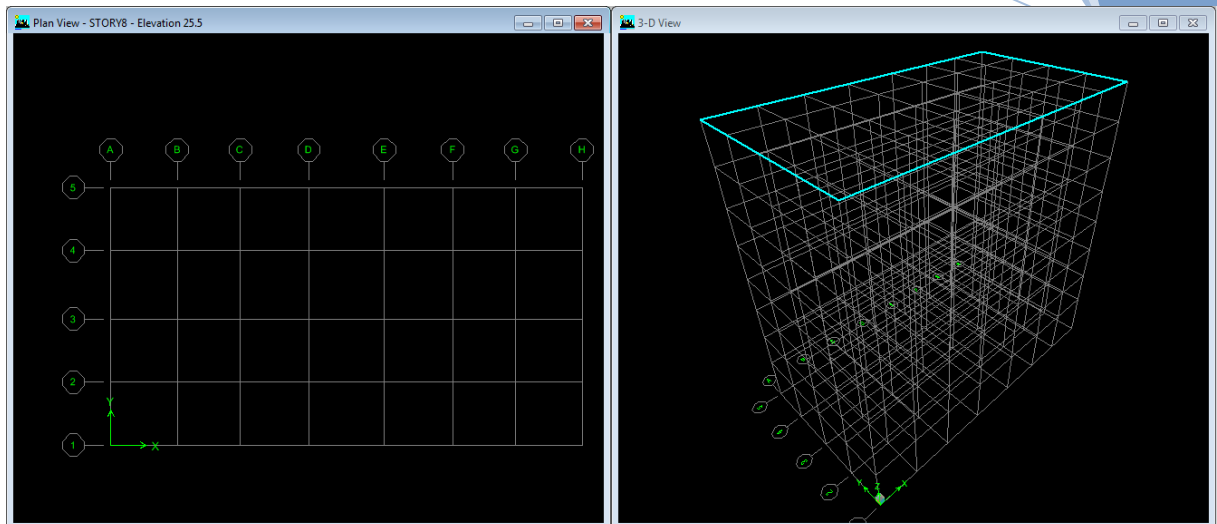 Plan View - STORY8 - Elevation 25.5
A B C D E F G H
5
4
3
2
Y
1
X
3-D View
Y Z X